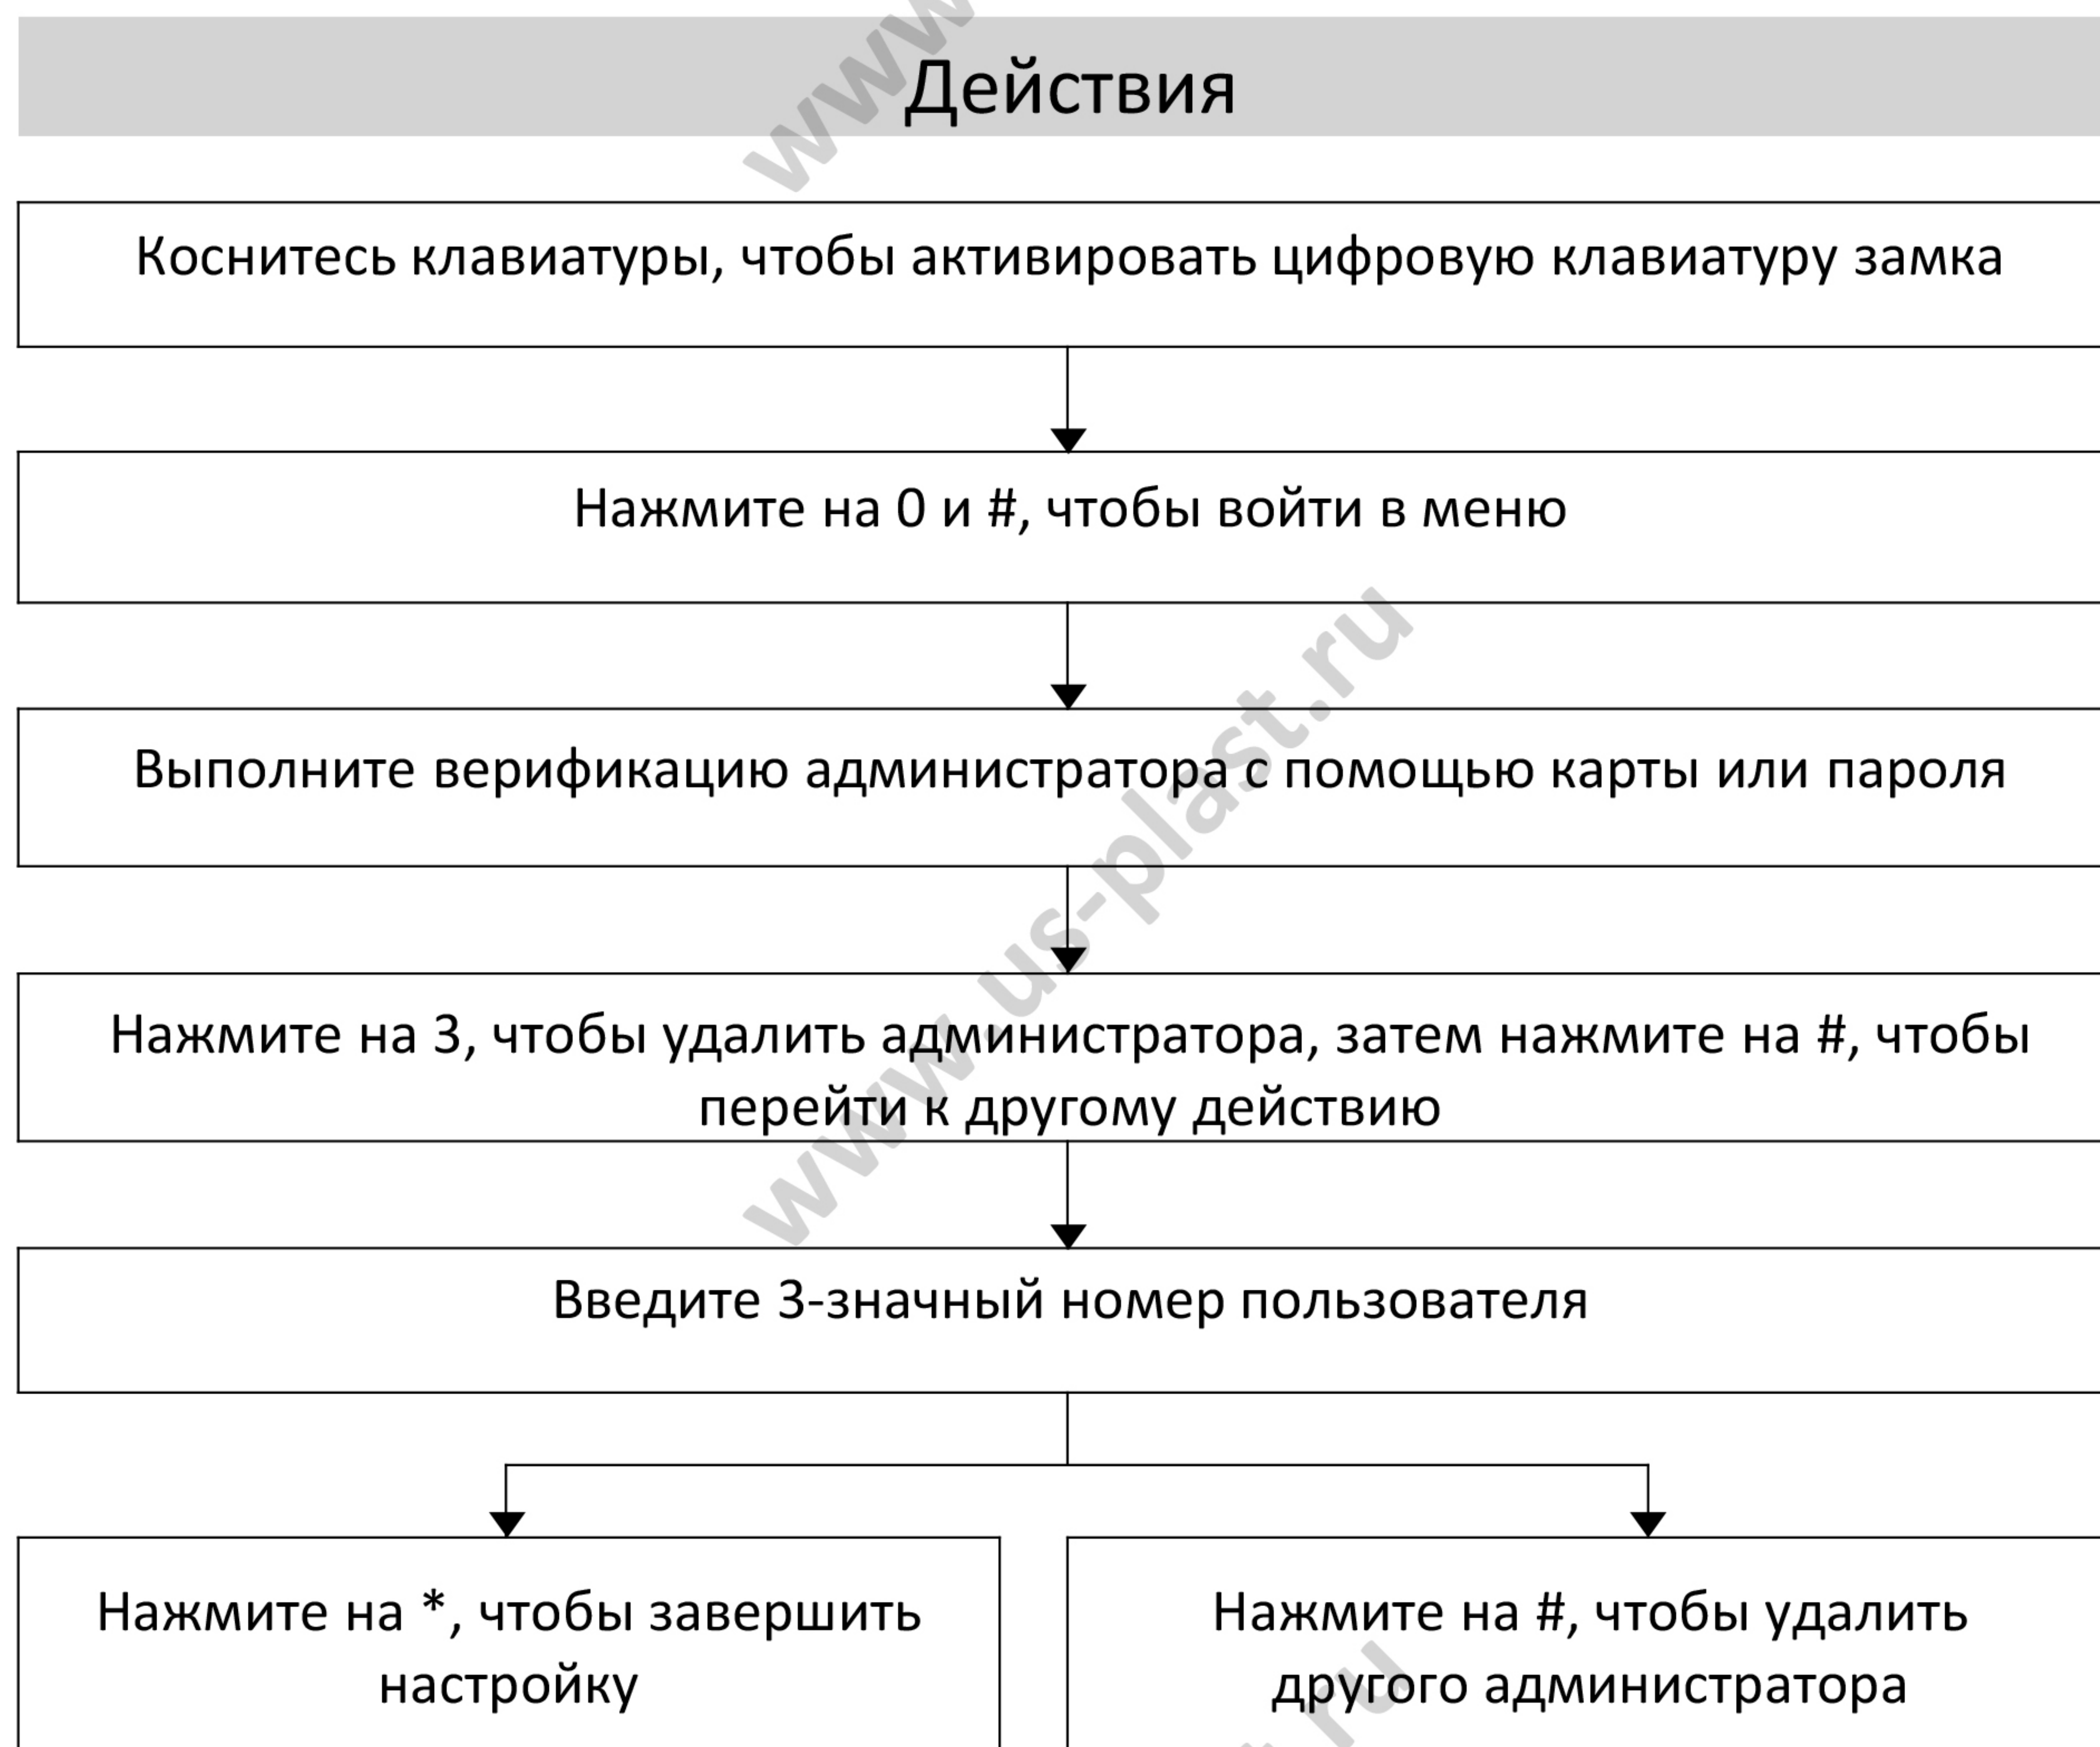 Действия
Коснитесь клавиатуры, чтобы активировать цифровую клавиатуру замка
Нажмите на 0 и #, чтобы войти в меню
Выполните верификацию администратора с помощью карты или пароля
Нажмите на 3, чтобы удалить администратора, затем нажмите на #, чтобы
перейти к другому действию
Введите 3-значный номер пользователя
Нажмите на *, чтобы завершить
настройку
Нажмите на #, чтобы удалить
другого администратора
www
www.us-plast.ru
.ru